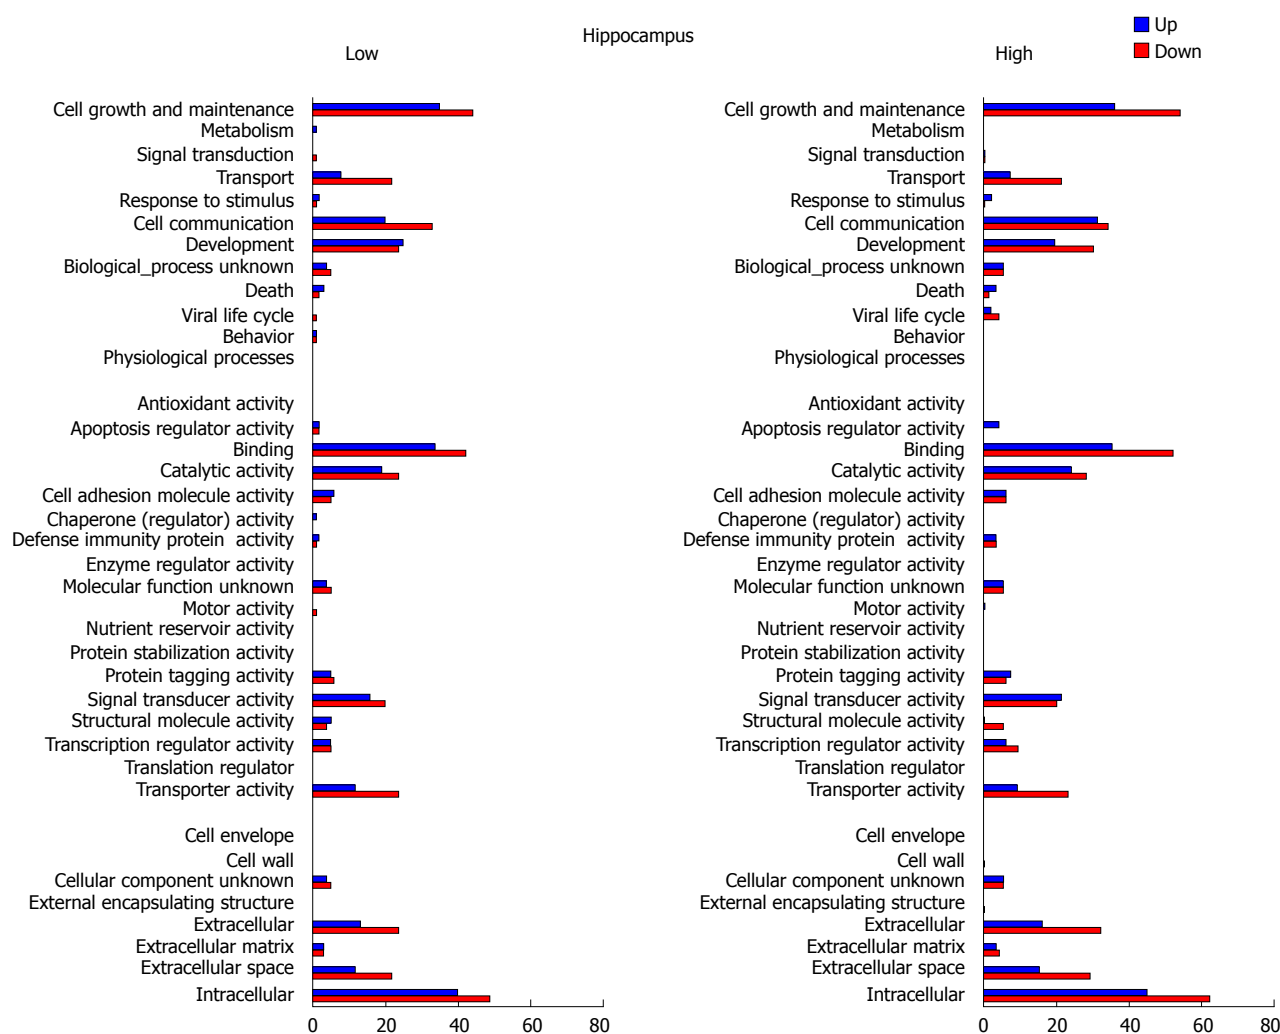 Hippocampus
Up
Down
Low
Cell growth and maintenance
Metabolism
Signal transduction
Transport
Response to stimulus
Cell communication
Development
Biological_process unknown
Death
Viral life cycle
Behavior
Physiological processes
Antioxidant activity
Apoptosis regulator activity
Binding
Catalytic activity
Cell adhesion molecule activity
Chaperone (regulator) activity
Defense immunity protein activity
Enzyme regulator activity
Molecular function unknown
Motor activity
Nutrient reservoir activity
Protein stabilization activity
Protein tagging activity
Signal transducer activity
Structural molecule activity
Transcription regulator activity
Translation regulator
Transporter activity
Cell envelope
Cell wall
Cellular component unknown
External encapsulating structure
Extracellular
Extracellular matrix
Extracellular space
Intracellular
0 20 40 60 80
High
Cell growth and maintenance
Metabolism
Signal transduction
Transport
Response to stimulus
Cell communication
Development
Biological_process unknown
Death
Viral life cycle
Behavior
Physiological processes
Antioxidant activity
Apoptosis regulator activity
Binding
Catalytic activity
Cell adhesion molecule activity
Chaperone (regulator) activity
Defense immunity protein activity
Enzyme regulator activity
Molecular function unknown
Motor activity
Nutrient reservoir activity
Protein stabilization activity
Protein tagging activity
Signal transducer activity
Structural molecule activity
Transcription regulator activity
Translation regulator
Transporter activity
Cell envelope
Cell wall
Cellular component unknown
External encapsulating structure
Extracellular
Extracellular matrix
Extracellular space
Intracellular
0 20 40 60 80